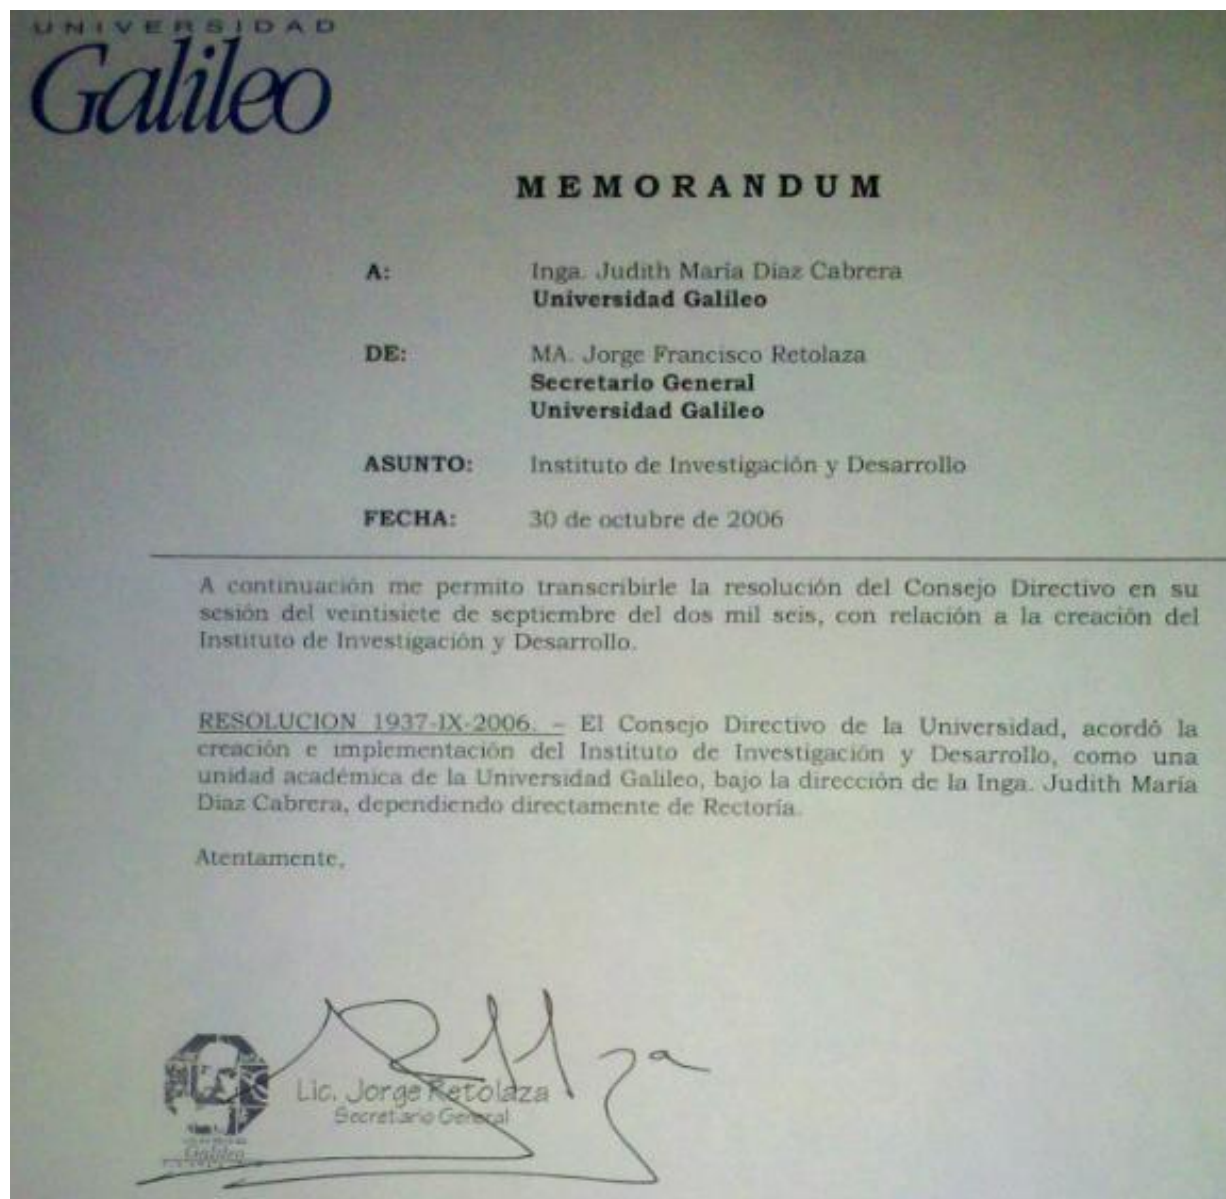 UNIVERSIDAD
Galileo
MEMORANDUM
A: Inga. Judith María Diaz Cabrera
Universidad Galileo
DE: MA. Jorge Francisco Retolaza
Secretario General
Universidad Galileo
ASUNTO: Instituto de Investigación y Desarrollo
FECHA: 30 de octubre de 2006
A continuación me permito transcribirle la resolución del Consejo Directivo en su
sesión del veintisiete de septiembre del dos mil seis, con relación a la creación del
Instituto de Investigación y Desarrollo.
RESOLUCION 1937-IX-2006. – El Consejo Directivo de la Universidad, acordó la
creación e implementación del Instituto de Investigación y Desarrollo, como una
unidad académica de la Universidad Galileo, bajo la dirección de la Inga. Judith María
Diaz Cabrera, dependiendo directamente de Rectoría.
Atentamente,
Lic. Jorge Retolaza
Secretario General
Galileo